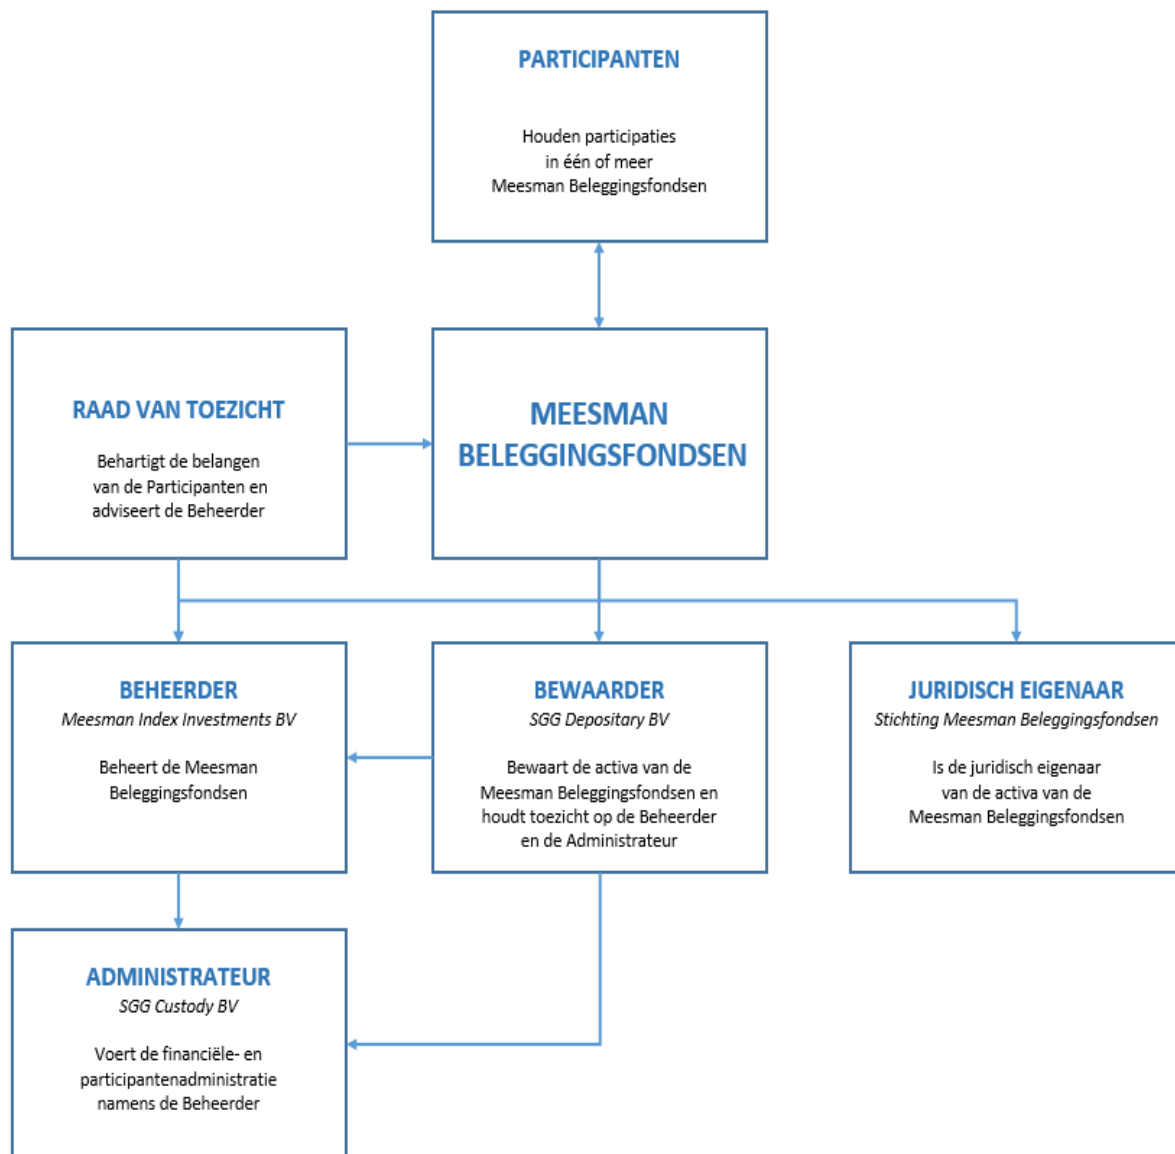 PARTICIPANTEN
Houden participaties
in één of meer
Meesman Beleggingsfondsen
RAAD VAN TOEZICHT
Behartigt de belangen
van de Participanten en
adviseert de Beheerder
MEESMAN
BELEGGINGSFONDSEN
BEHEERDER
Meesman Index Investments BV
Beheert de Meesman
Beleggingsfondsen
BEWAARDER
SGG Depositary BV
Bewaart de activa van de
Meesman Beleggingsfondsen en
houdt toezicht op de Beheerder
en de Administrateur
JURIDISCH EIGENAAR
Stichting Meesman Beleggingsfondsen
Is de juridisch eigenaar
van de activa van de
Meesman Beleggingsfondsen
ADMINISTRATEUR
SGG Custody BV
Voert de financiële- en
participantenadministratie
namens de Beheerder